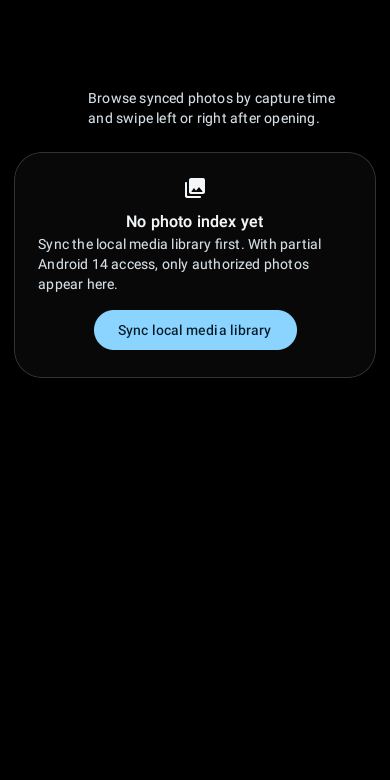 Browse synced photos by capture time
and swipe left or right after opening.
No photo index yet
Sync the local media library first. With partial
Android 14 access, only authorized photos
appear here.
Sync local media library